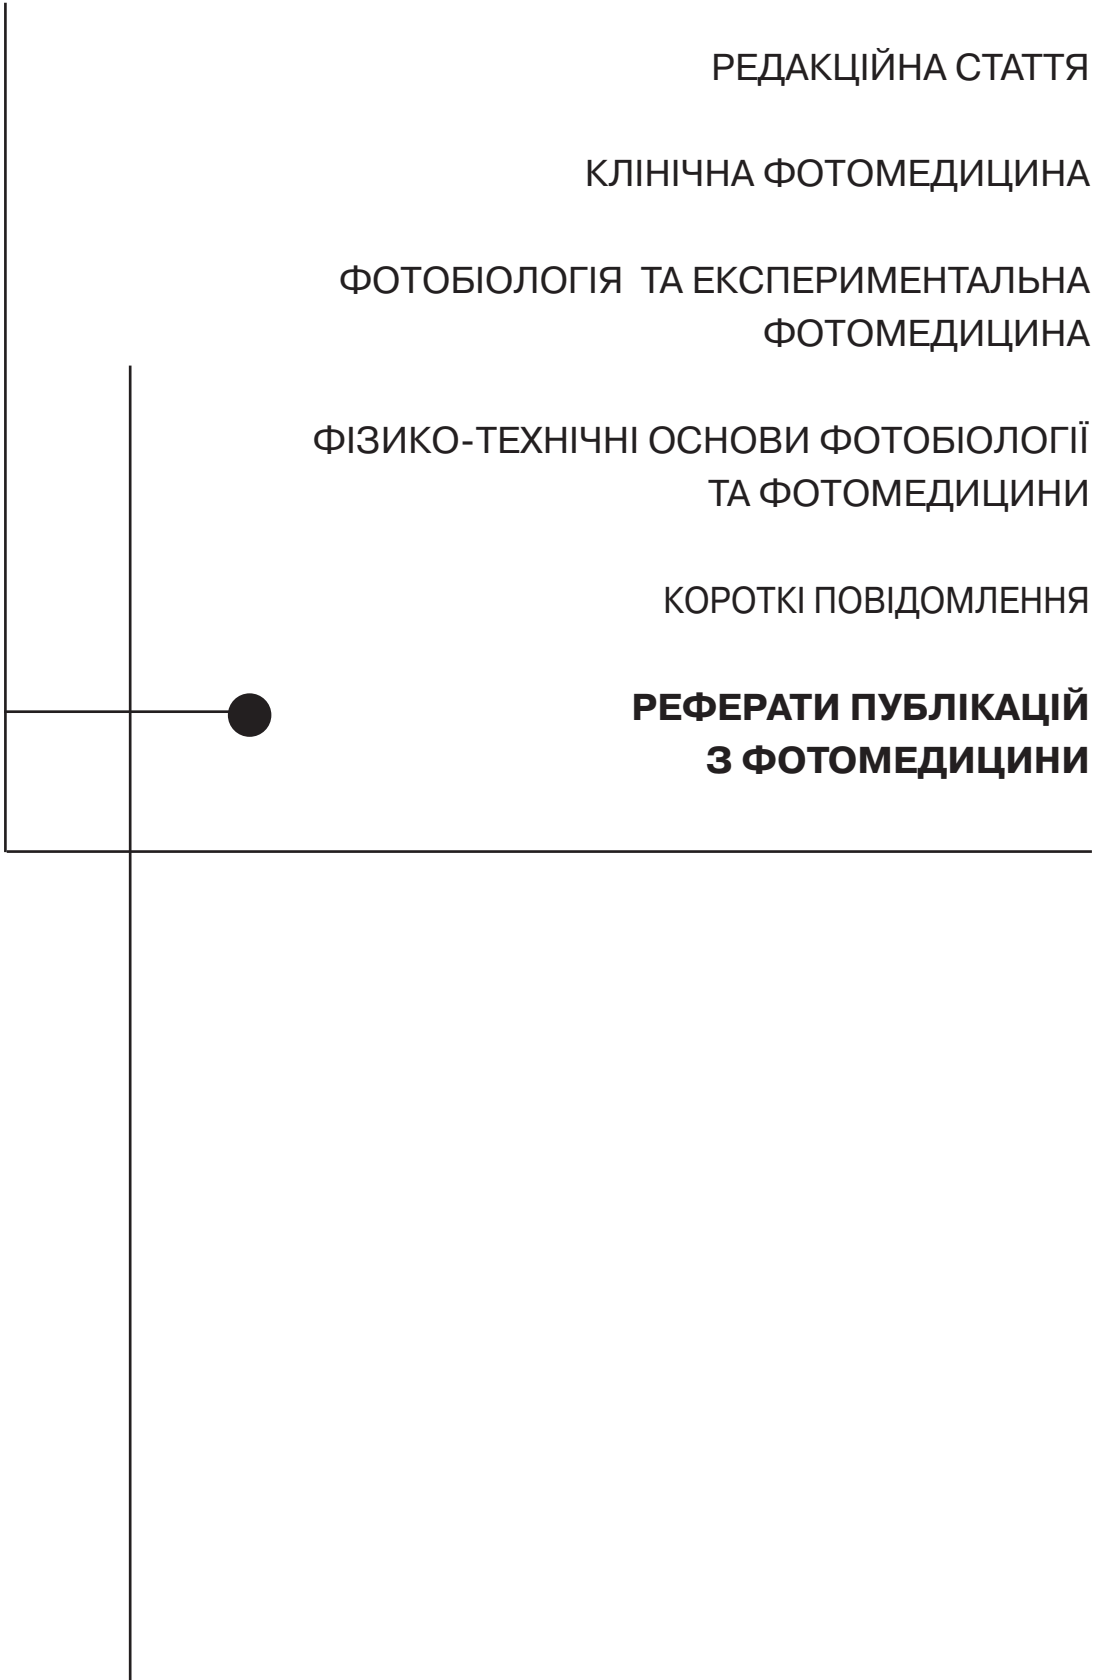 РЕДАКЦІЙНА СТАТТЯ
КЛІНІЧНА ФОТОМЕДИЦИНА
ФОТОБІОЛОГІЯ ТА ЕКСПЕРИМЕНТАЛЬНА
ФОТОМЕДИЦИНА
ФІЗИКО-ТЕХНІЧНІ ОСНОВИ ФОТОБІОЛОГІЇ
ТА ФОТОМЕДИЦИНИ
КОРОТКІ ПОВІДОМЛЕННЯ
РЕФЕРАТИ ПУБЛІКАЦІЙ
З ФОТОМЕДИЦИНИ